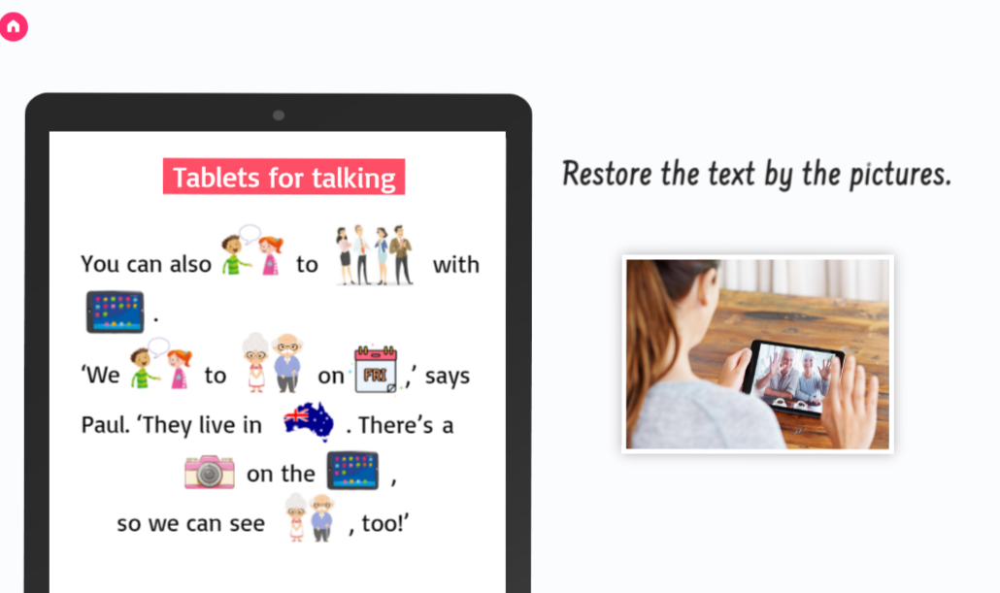 Tablets for talking
Restore the text by the pictures.
You can also to with
.
‘We to on FRI ,’ says
Paul. ‘They live in . There’s a
on the ,
so we can see , too!’